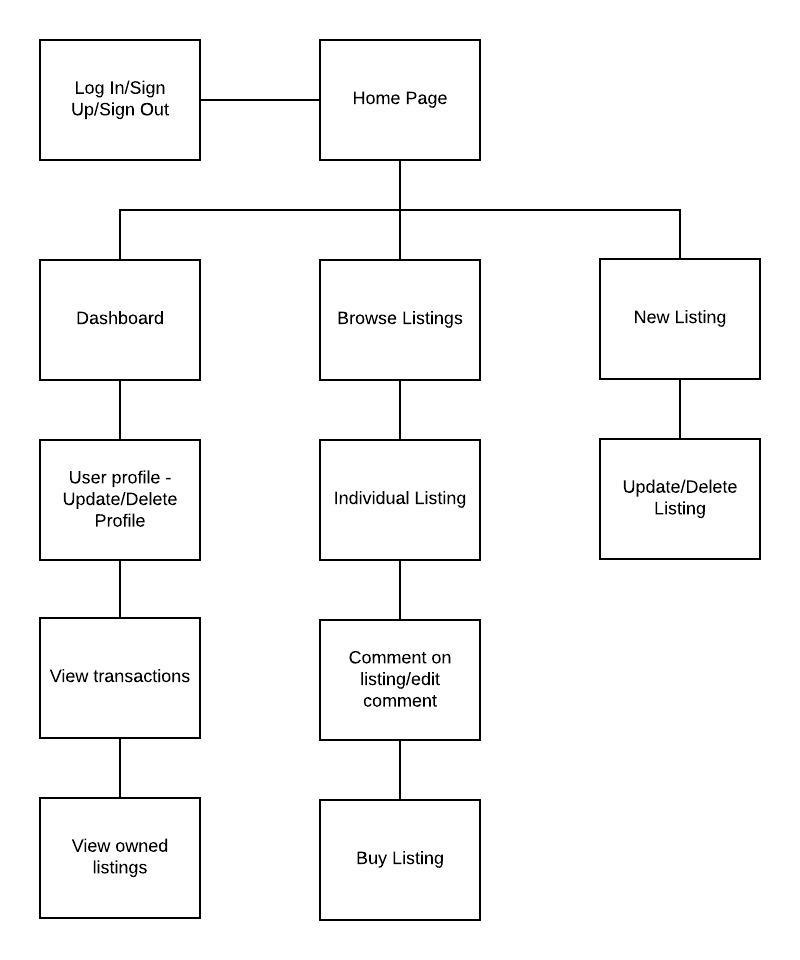 Log In/Sign
Up/Sign Out
Home Page
Dashboard
Browse Listings
New Listing
User profile -
Update/Delete
Profile
Individual Listing
Update/Delete
Listing
View transactions
Comment on
listing/edit
comment
View owned
listings
Buy Listing